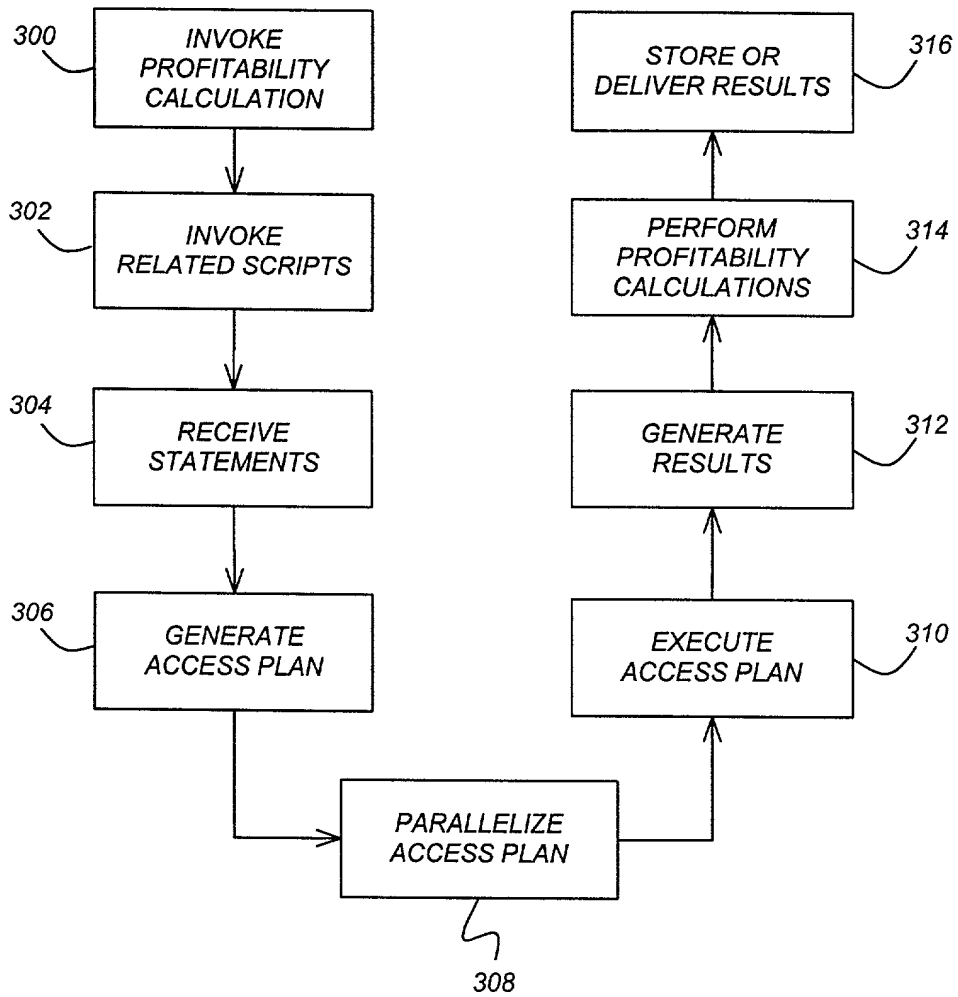 300
INVOKE
PROFITABILITY
CALCULATION
302
INVOKE
RELATED SCRIPTS
304
RECEIVE
STATEMENTS
306
GENERATE
ACCESS PLAN
PARALLELIZE
ACCESS PLAN
308
EXECUTE
ACCESS PLAN
310
GENERATE
RESULTS
312
PERFORM
PROFITABILITY
CALCULATIONS
314
STORE OR
DELIVER RESULTS
316